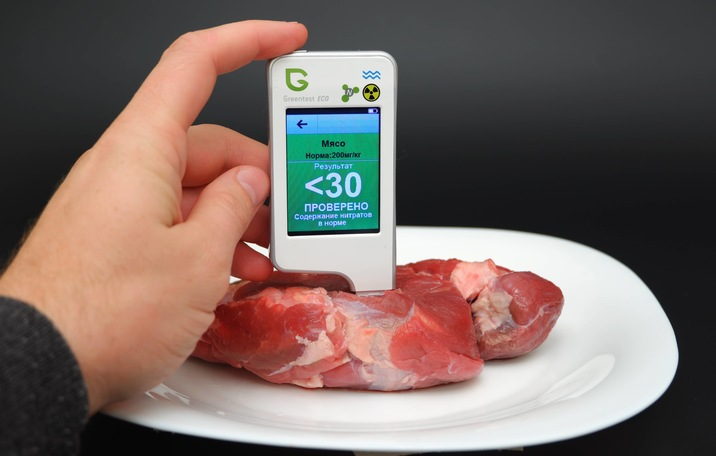 Greentest ECO
Мясо
Норма:200мг/кг
Результат
<30
ПРОВЕРЕНО
Содержание нитратов
в норме